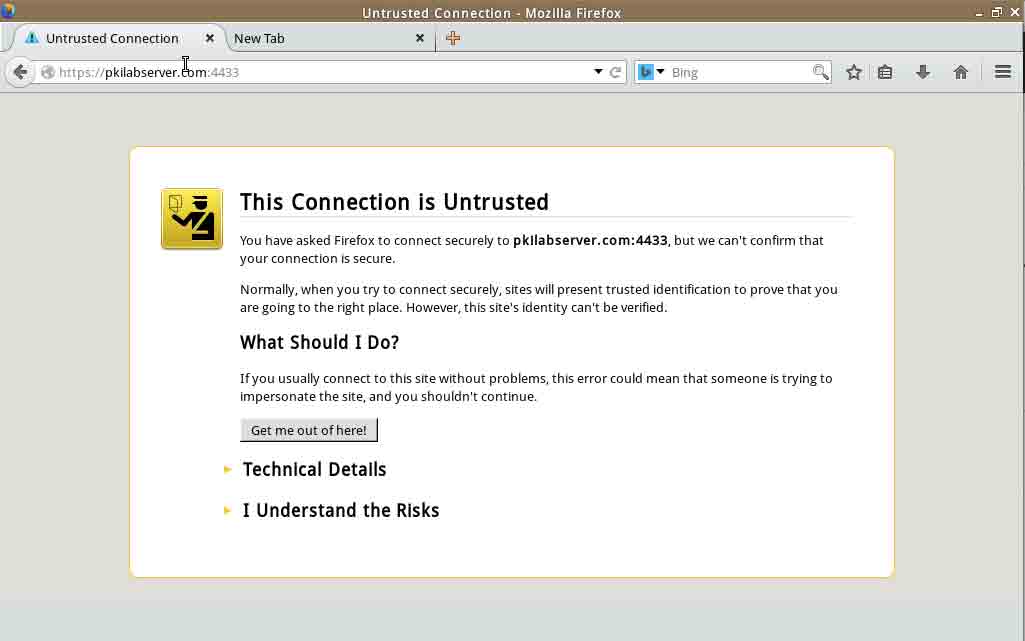 Untrusted Connection - Mozilla Firefox
Untrusted Connection
New Tab
https://pkilabserver.com:4433
Bing
This Connection is Untrusted
You have asked Firefox to connect securely to pkilabserver.com:4433, but we can't confirm that
your connection is secure.
Normally, when you try to connect securely, sites will present trusted identification to prove that you
are going to the right place. However, this site's identity can't be verified.
What Should I Do?
If you usually connect to this site without problems, this error could mean that someone is trying to
impersonate the site, and you shouldn't continue.
Get me out of here!
Technical Details
I Understand the Risks